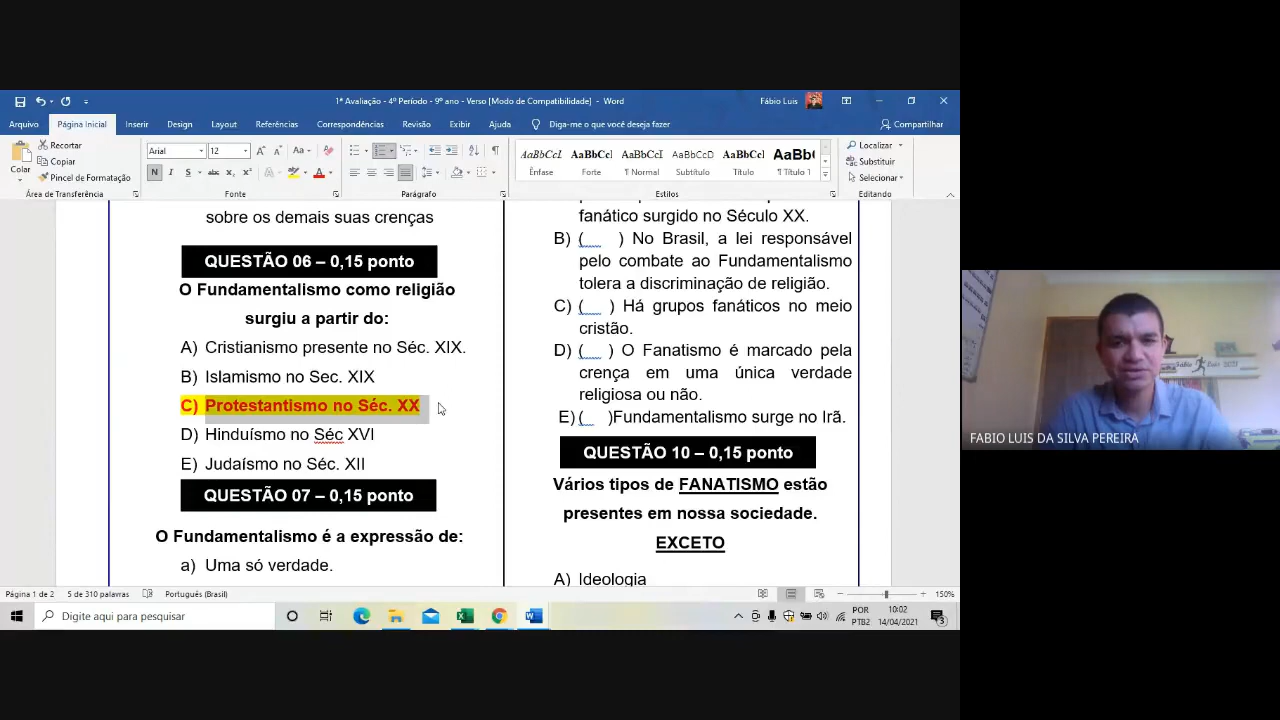 1ª Avaliação - 4º Período - 9º ano - Verso [Modo de Compatibilidade] - Word
Fábio Luis
Arquivo Página Inicial Inserir Design Layout Referências Correspondências Revisão Exibir Ajuda Diga-me o que você deseja fazer
Compartilhar
Colar
Recortar
Copiar
Pincel de Formatação
Área de Transferência
Arial 12
Fonte
Parágrafo
AaBbCcI AaBbCcl AaBbCcI AaBbCcD AaBbCcl AaBbC
Ênfase Forte ¶ Normal Subtítulo Título ¶ Título 1
Estilos
Localizar
Substituir
Selecionar
Editando
sobre os demais suas crenças
QUESTÃO 06 – 0,15 ponto
O Fundamentalismo como religião
surgiu a partir do:
A) Cristianismo presente no Séc. XIX.
B) Islamismo no Sec. XIX
C) Protestantismo no Séc. XX
D) Hinduísmo no Séc XVI
E) Judaísmo no Séc. XII
QUESTÃO 07 – 0,15 ponto
O Fundamentalismo é a expressão de:
a) Uma só verdade.
fanático surgido no Século XX.
B) (__ ) No Brasil, a lei responsável
pelo combate ao Fundamentalismo
tolera a discriminação de religião.
C) (__ ) Há grupos fanáticos no meio
cristão.
D) (__ ) O Fanatismo é marcado pela
crença em uma única verdade
religiosa ou não.
E) (__ )Fundamentalismo surge no Irã.
QUESTÃO 10 – 0,15 ponto
Vários tipos de FANATISMO estão
presentes em nossa sociedade.
EXCETO
A) Ideologia
Página 1 de 2 5 de 310 palavras Português (Brasil) 150%
Digite aqui para pesquisar
POR
PTB2
10:02
14/04/2021
3
FABIO LUIS DA SILVA PEREIRA